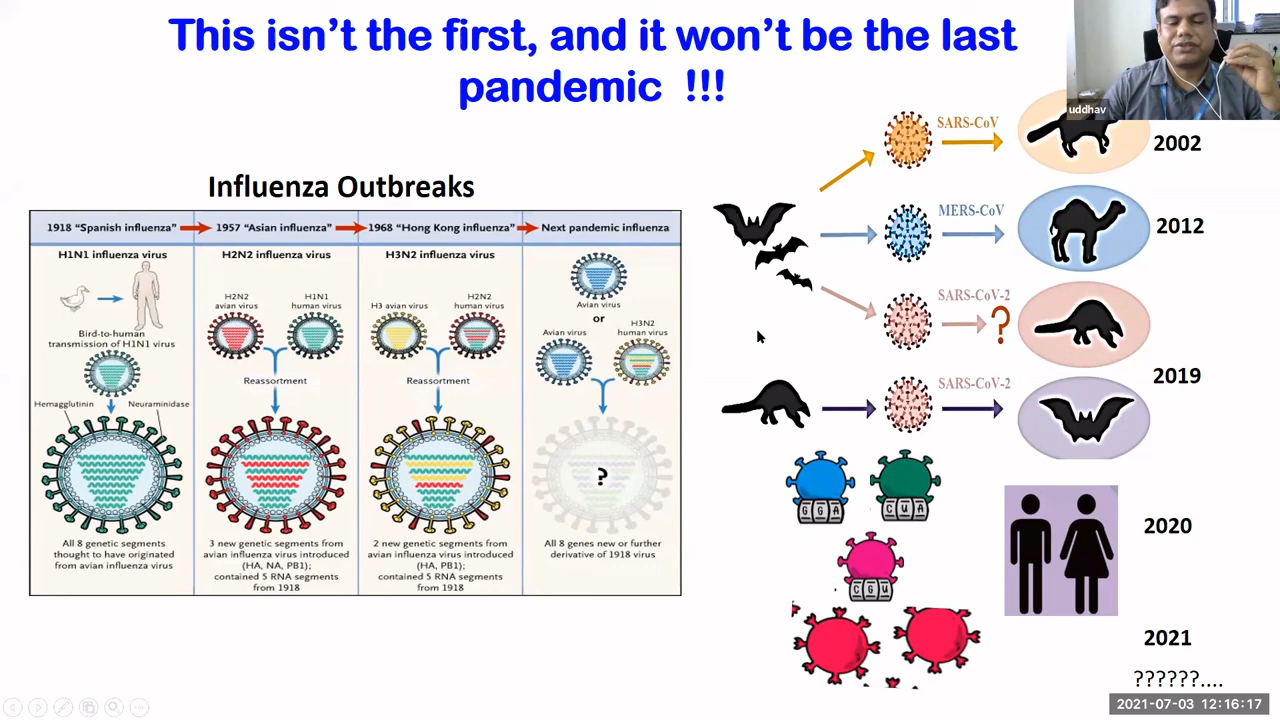 This isn't the first, and it won't be the last
pandemic !!!
uddhav
Influenza Outbreaks
1918 "Spanish influenza"
1957 "Asian influenza"
1968 "Hong Kong influenza"
Next pandemic influenza
H1N1 influenza virus
Bird-to-human
transmission of H1N1 virus
Hemagglutinin
Neuraminidase
All 8 genetic segments
thought to have originated
from avian influenza virus
H2N2 influenza virus
H2N2
avian virus
H1N1
human virus
Reassortment
3 new genetic segments from
avian influenza virus introduced
(HA, NA, PB1);
contained 5 RNA segments
from 1918
H3N2 influenza virus
H3 avian virus
H2N2
human virus
Reassortment
2 new genetic segments from
avian influenza virus introduced
(HA, PB1);
contained 5 RNA segments
from 1918
Avian virus
or
Avian virus
H3N2
human virus
?
All 8 genes new or further
derivative of 1918 virus
SARS-CoV
2002
MERS-CoV
2012
SARS-CoV-2
?
2019
SARS-CoV-2
G G A
C U A
C G U
2020
2021
??????....
2021-07-03 12:16:17